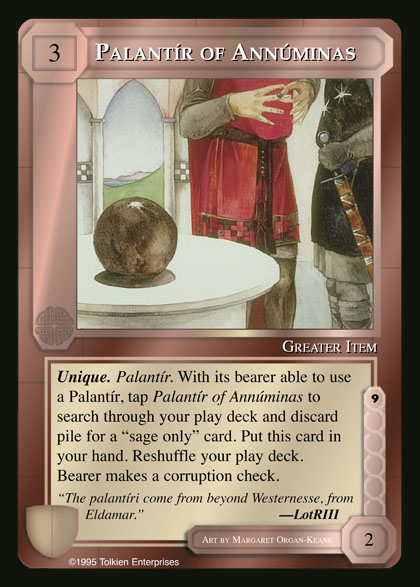 3
PALANTÍR OF ANNÚMINAS
GREATER ITEM
Unique. Palantír. With its bearer able to use
a Palantír, tap Palantír of Annúminas to
search through your play deck and discard
pile for a “sage only” card. Put this card in
your hand. Reshuffle your play deck.
Bearer makes a corruption check.
9
“The palantíri come from beyond Westernesse, from
Eldamar.” —LotRIII
ART BY MARGARET ORGAN-KEAN
2
©1995 Tolkien Enterprises